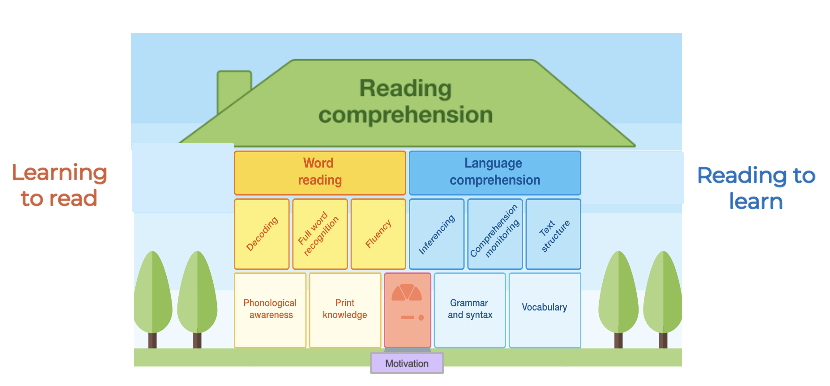 Reading
comprehension
Learning
to read
Word
reading
Language
comprehension
Reading to
learn
Decoding
Full word
recognition
Fluency
Inferencing
Comprehension
monitoring
Text
structure
Phonological
awareness
Print
knowledge
Grammar
and syntax
Vocabulary
Motivation